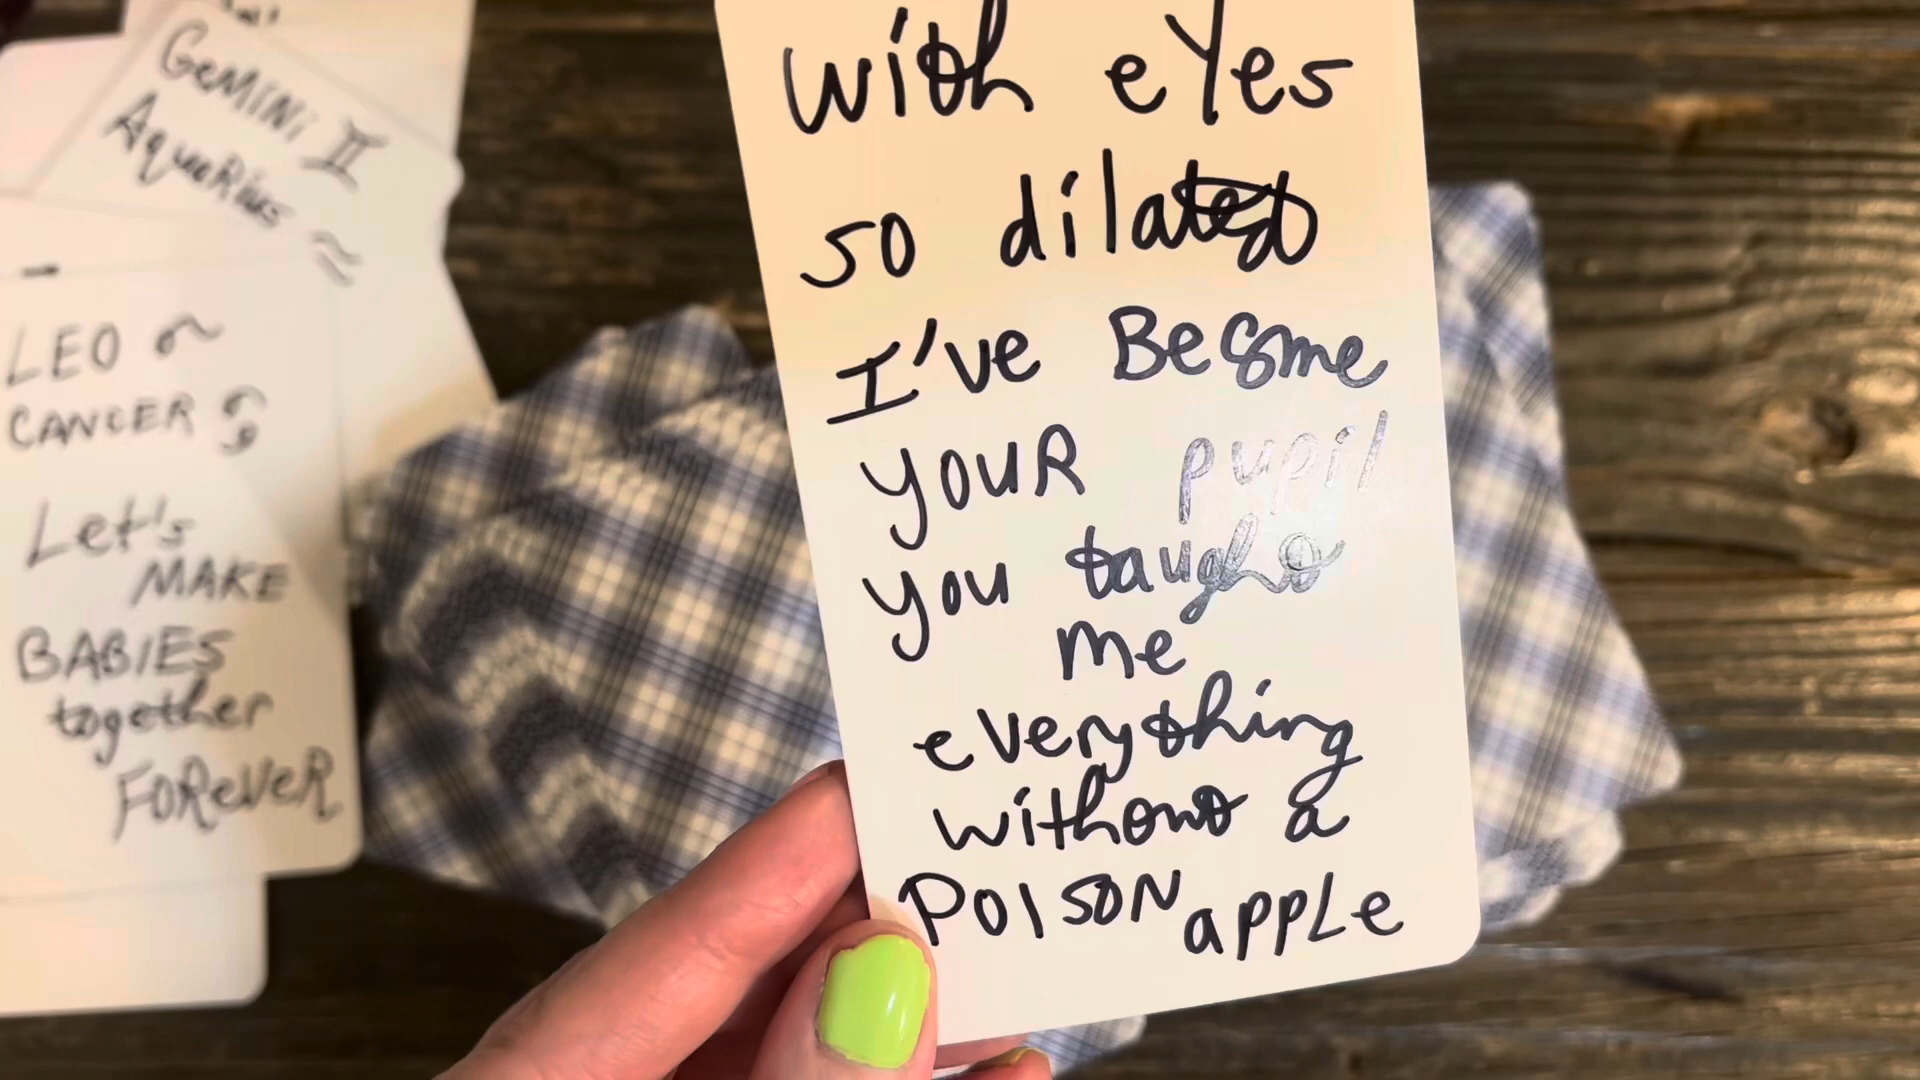 GEMINI ♊
AquaRius ♒
LEO ♌
CANCER ♋
Let's
MAKE
BABIES
together
FOReVeR
with eYes
so dilated
I've Become
YOUR pupil
you taught
me
everything
without a
POISON apple